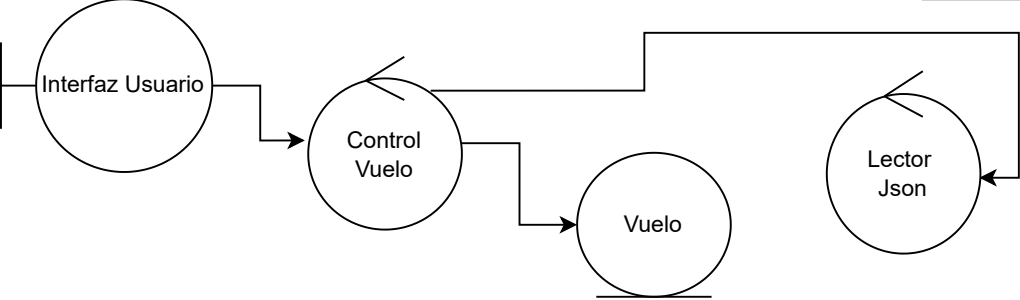 Interfaz Usuario
Control
Vuelo
Vuelo
Lector
Json